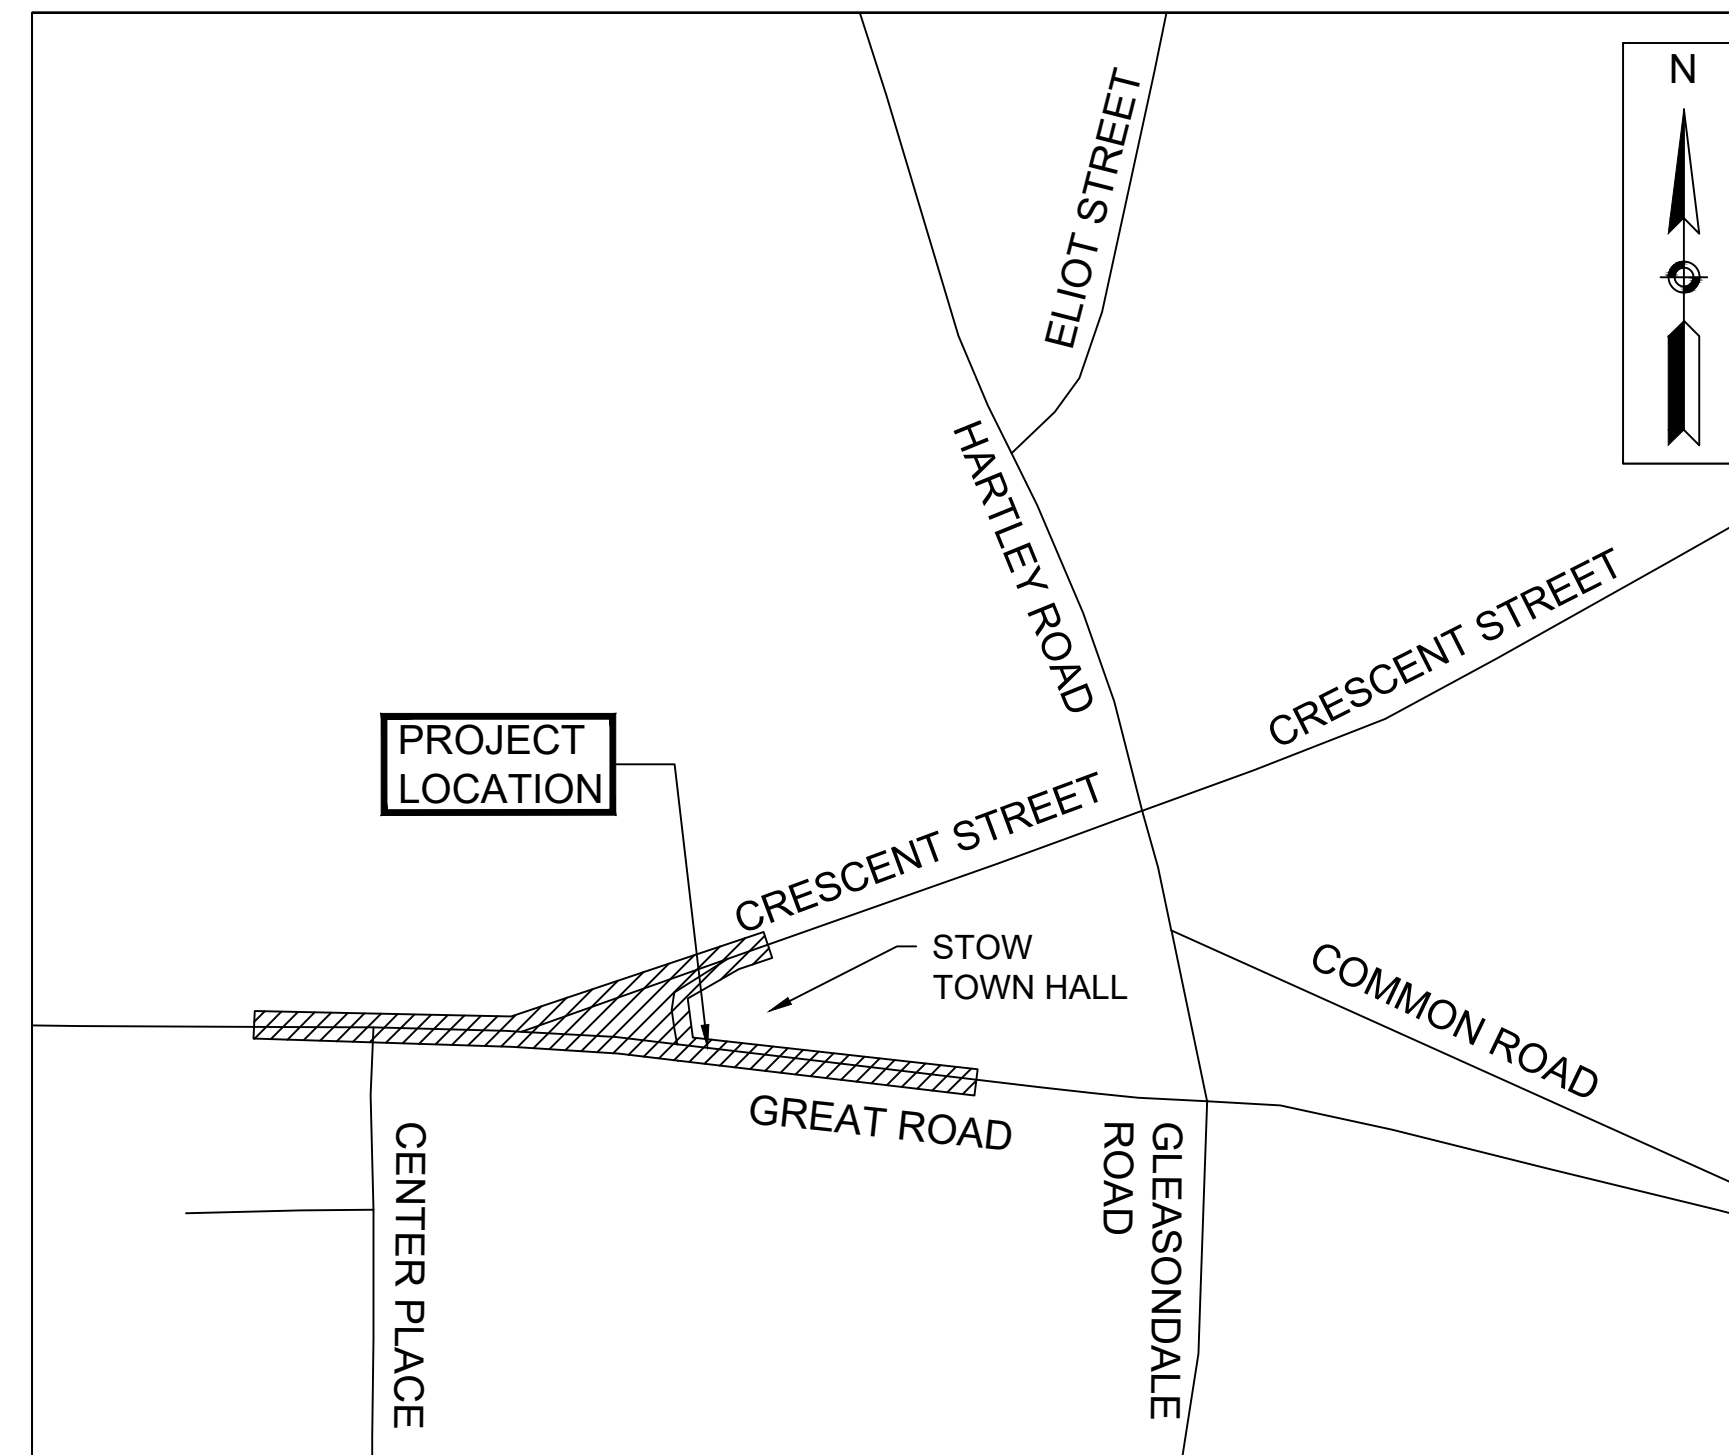 N
ELIOT STREET
HARTLEY ROAD
CRESCENT STREET
PROJECT
LOCATION
CRESCENT STREET
STOW
TOWN HALL
COMMON ROAD
GREAT ROAD
CENTER PLACE
GLEASONDALE
ROAD